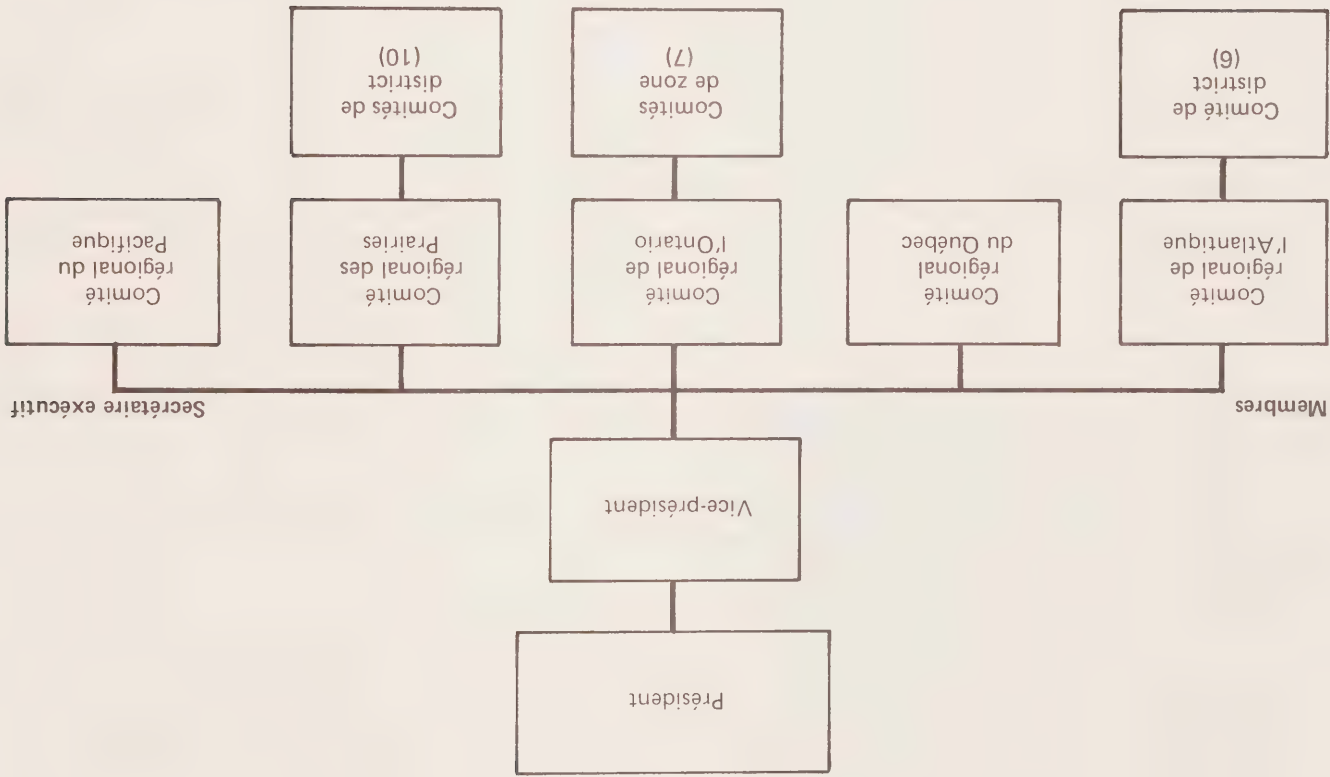 Président
Vice-président
Membres
Secrétaire exécutif
Comité
régional de
l'Atlantique
Comité
régional
du Québec
Comité
régional de
l'Ontario
Comité
régional des
Prairies
Comité
régional du
Pacifique
Comité de
district
(6)
Comités
de zone
(7)
Comités de
district
(10)